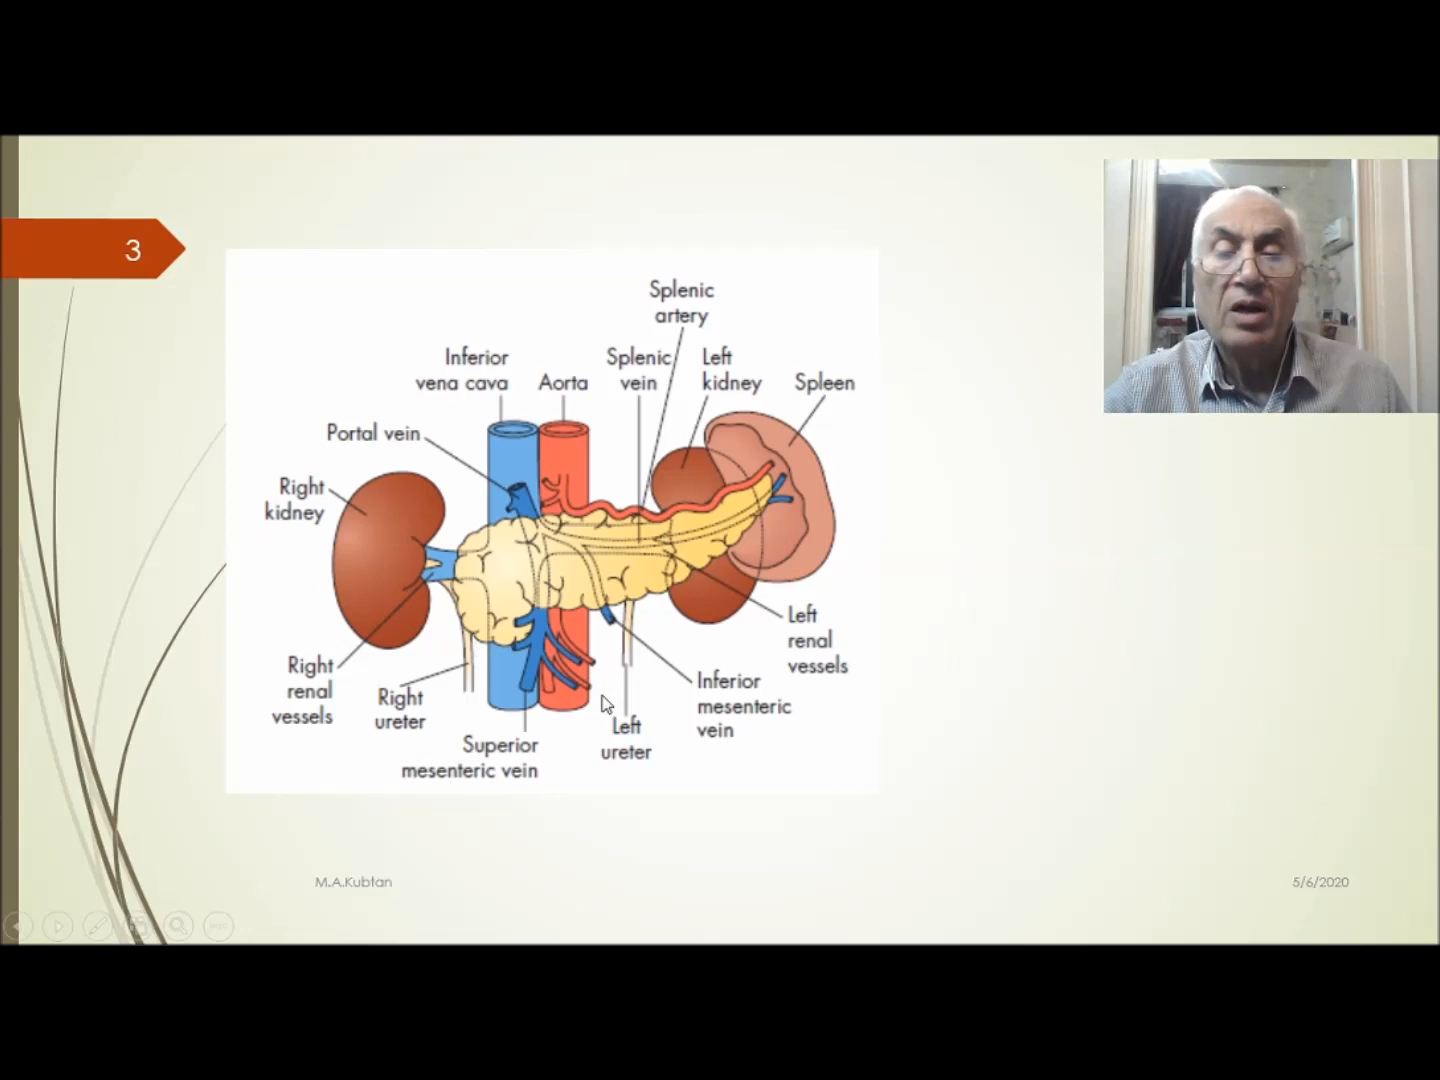 3
Splenic
artery
Inferior
vena cava
Aorta
Splenic
vein
Left
kidney
Spleen
Portal vein
Right
kidney
Right
renal
vessels
Right
ureter
Superior
mesenteric vein
Left
ureter
Inferior
mesenteric
vein
Left
renal
vessels
M.A.Kubtan
5/6/2020